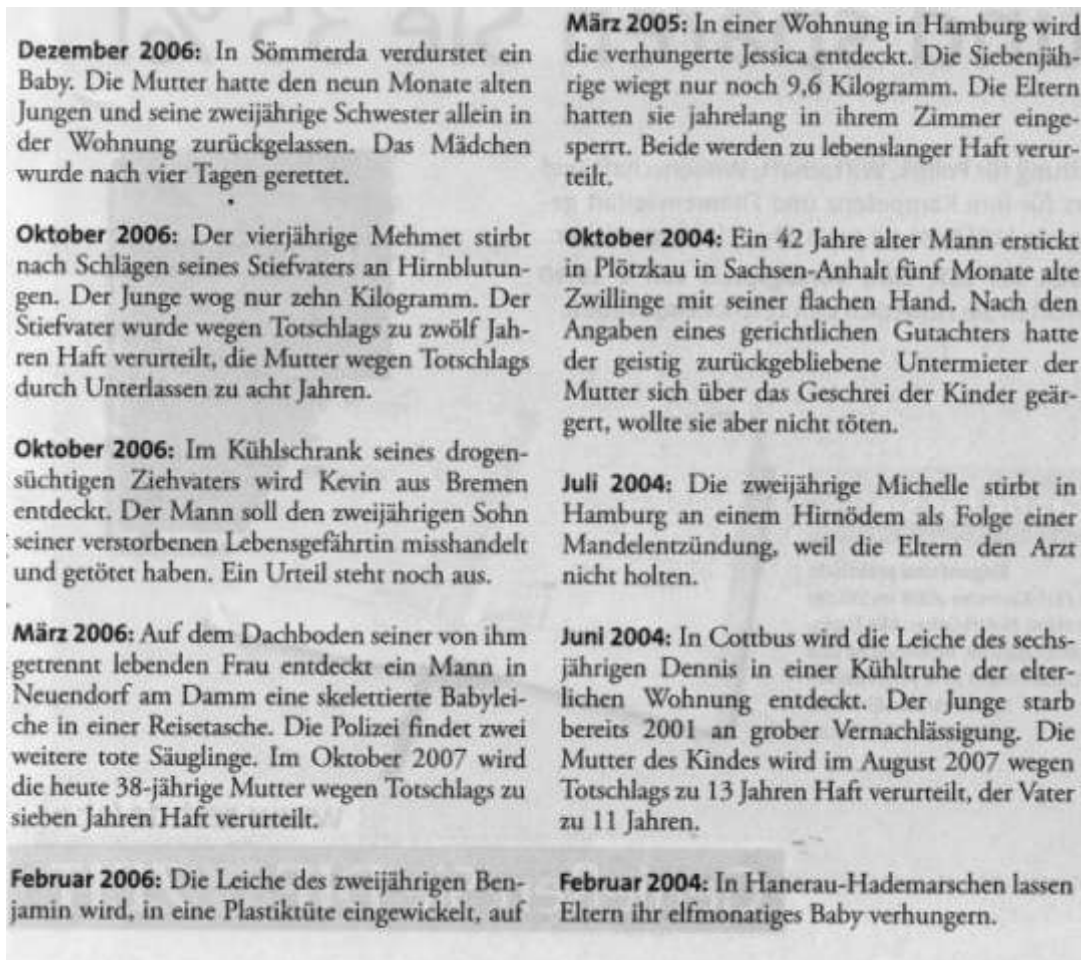 Dezember 2006: In Sömmerda verdurstet ein
Baby. Die Mutter hatte den neun Monate alten
Jungen und seine zweijährige Schwester allein in
der Wohnung zurückgelassen. Das Mädchen
wurde nach vier Tagen gerettet.
Oktober 2006: Der vierjährige Mehmet stirbt
nach Schlägen seines Stiefvaters an Hirnblutun-
gen. Der Junge wog nur zehn Kilogramm. Der
Stiefvater wurde wegen Totschlags zu zwölf Jah-
ren Haft verurteilt, die Mutter wegen Totschlags
durch Unterlassen zu acht Jahren.
Oktober 2006: Im Kühlschrank seines drogen-
süchtigen Ziehvaters wird Kevin aus Bremen
entdeckt. Der Mann soll den zweijährigen Sohn
seiner verstorbenen Lebensgefährtin misshandelt
und getötet haben. Ein Urteil steht noch aus.
März 2006: Auf dem Dachboden seiner von ihm
getrennt lebenden Frau entdeckt ein Mann in
Neuendorf am Damm eine skelettierte Babylei-
che in einer Reisetasche. Die Polizei findet zwei
weitere tote Säuglinge. Im Oktober 2007 wird
die heute 38-jährige Mutter wegen Totschlags zu
sieben Jahren Haft verurteilt.
Februar 2006: Die Leiche des zweijährigen Ben-
jamin wird, in eine Plastiktüte eingewickelt, auf
März 2005: In einer Wohnung in Hamburg wird
die verhungerte Jessica entdeckt. Die Siebenjäh-
rige wiegt nur noch 9,6 Kilogramm. Die Eltern
hatten sie jahrelang in ihrem Zimmer einge-
sperrt. Beide werden zu lebenslanger Haft verur-
teilt.
Oktober 2004: Ein 42 Jahre alter Mann erstickt
in Plötzkau in Sachsen-Anhalt fünf Monate alte
Zwillinge mit seiner flachen Hand. Nach den
Angaben eines gerichtlichen Gutachters hatte
der geistig zurückgebliebene Untermieter der
Mutter sich über das Geschrei der Kinder geär-
gert, wollte sie aber nicht töten.
Juli 2004: Die zweijährige Michelle stirbt in
Hamburg an einem Hirnödem als Folge einer
Mandelentzündung, weil die Eltern den Arzt
nicht holten.
Juni 2004: In Cottbus wird die Leiche des sechs-
jährigen Dennis in einer Kühltruhe der elter-
lichen Wohnung entdeckt. Der Junge starb
bereits 2001 an grober Vernachlässigung. Die
Mutter des Kindes wird im August 2007 wegen
Totschlags zu 13 Jahren Haft verurteilt, der Vater
zu 11 Jahren.
Februar 2004: In Hanerau-Hademarschen lassen
Eltern ihr elfmonatiges Baby verhungern.